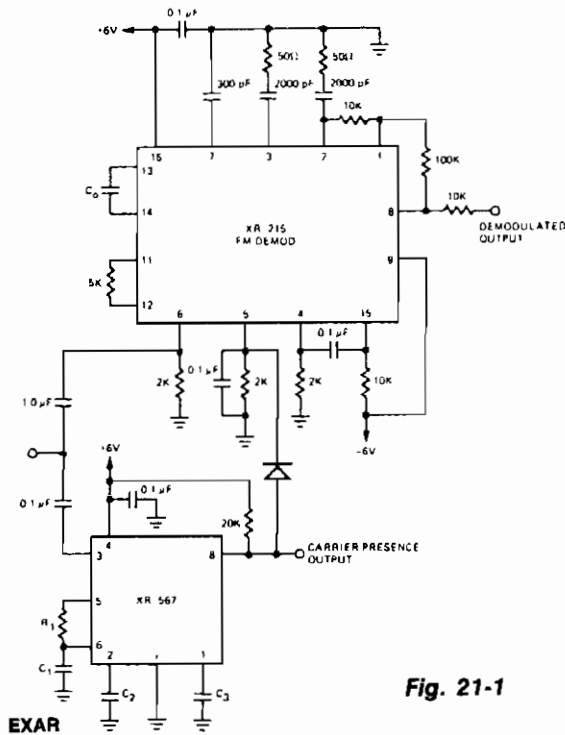 0.1 µF
+6V
50Ω
50Ω
300 pF
2000 pF
2000 pF
10K
16
7
3
2
1
100K
13
C₀
14
8
10K
XR 215
FM DEMOD
DEMODULATED
OUTPUT
9
11
5K
12
6
5
4
15
0.1 µF
2K
0.1 µF
2K
2K
10K
1.0 µF
-6V
+6V
0.1 µF
0.1 µF
20K
4
3
8
CARRIER PRESENCE
OUTPUT
XR 567
5
R₁
6
2
7
1
C₁
C₂
C₃
Fig. 21-1
EXAR